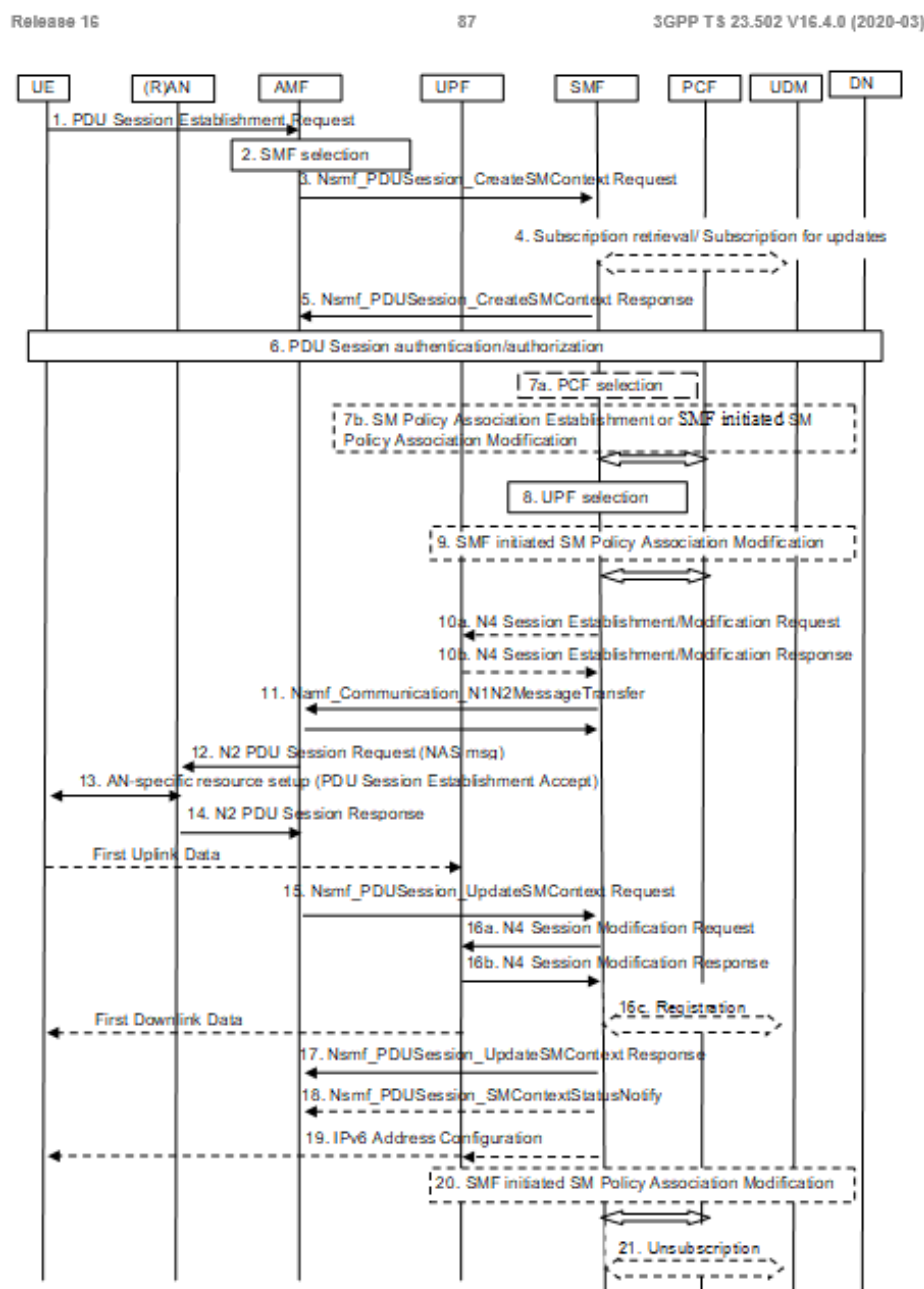 Release 16 87 3GPP TS 23.502 V16.4.0 (2020-03)
UE (R)AN AMF UPF SMF PCF UDM DN
1. PDU Session Establishment Request
2. SMF selection
3. Nsmf_PDUSession_CreateSMContext Request
4. Subscription retrieval/ Subscription for updates
5. Nsmf_PDUSession_CreateSMContext Response
6. PDU Session authentication/authorization
7a. PCF selection
7b. SM Policy Association Establishment or SMF initiated SM
Policy Association Modification
8. UPF selection
9. SMF initiated SM Policy Association Modification
10a. N4 Session Establishment/Modification Request
10b. N4 Session Establishment/Modification Response
11. Namf_Communication_N1N2MessageTransfer
12. N2 PDU Session Request (NAS msg)
13. AN-specific resource setup (PDU Session Establishment Accept)
14. N2 PDU Session Response
First Uplink Data
15. Nsmf_PDUSession_UpdateSMContext Request
16a. N4 Session Modification Request
16b. N4 Session Modification Response
16c. Registration
First Downlink Data
17. Nsmf_PDUSession_UpdateSMContext Response
18. Nsmf_PDUSession_SMContextStatusNotify
19. IPv6 Address Configuration
20. SMF initiated SM Policy Association Modification
21. Unsubscription